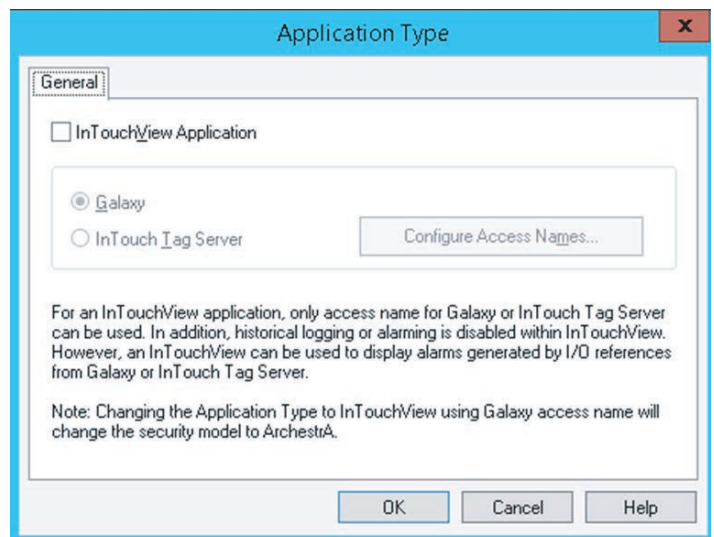 Application Type
x
General
InTouchView Application
Galaxy
InTouch Tag Server
Configure Access Names...
For an InTouchView application, only access name for Galaxy or InTouch Tag Server
can be used. In addition, historical logging or alarming is disabled within InTouchView.
However, an InTouchView can be used to display alarms generated by I/O references
from Galaxy or InTouch Tag Server.
Note: Changing the Application Type to InTouchView using Galaxy access name will
change the security model to ArchestrA.
OK
Cancel
Help